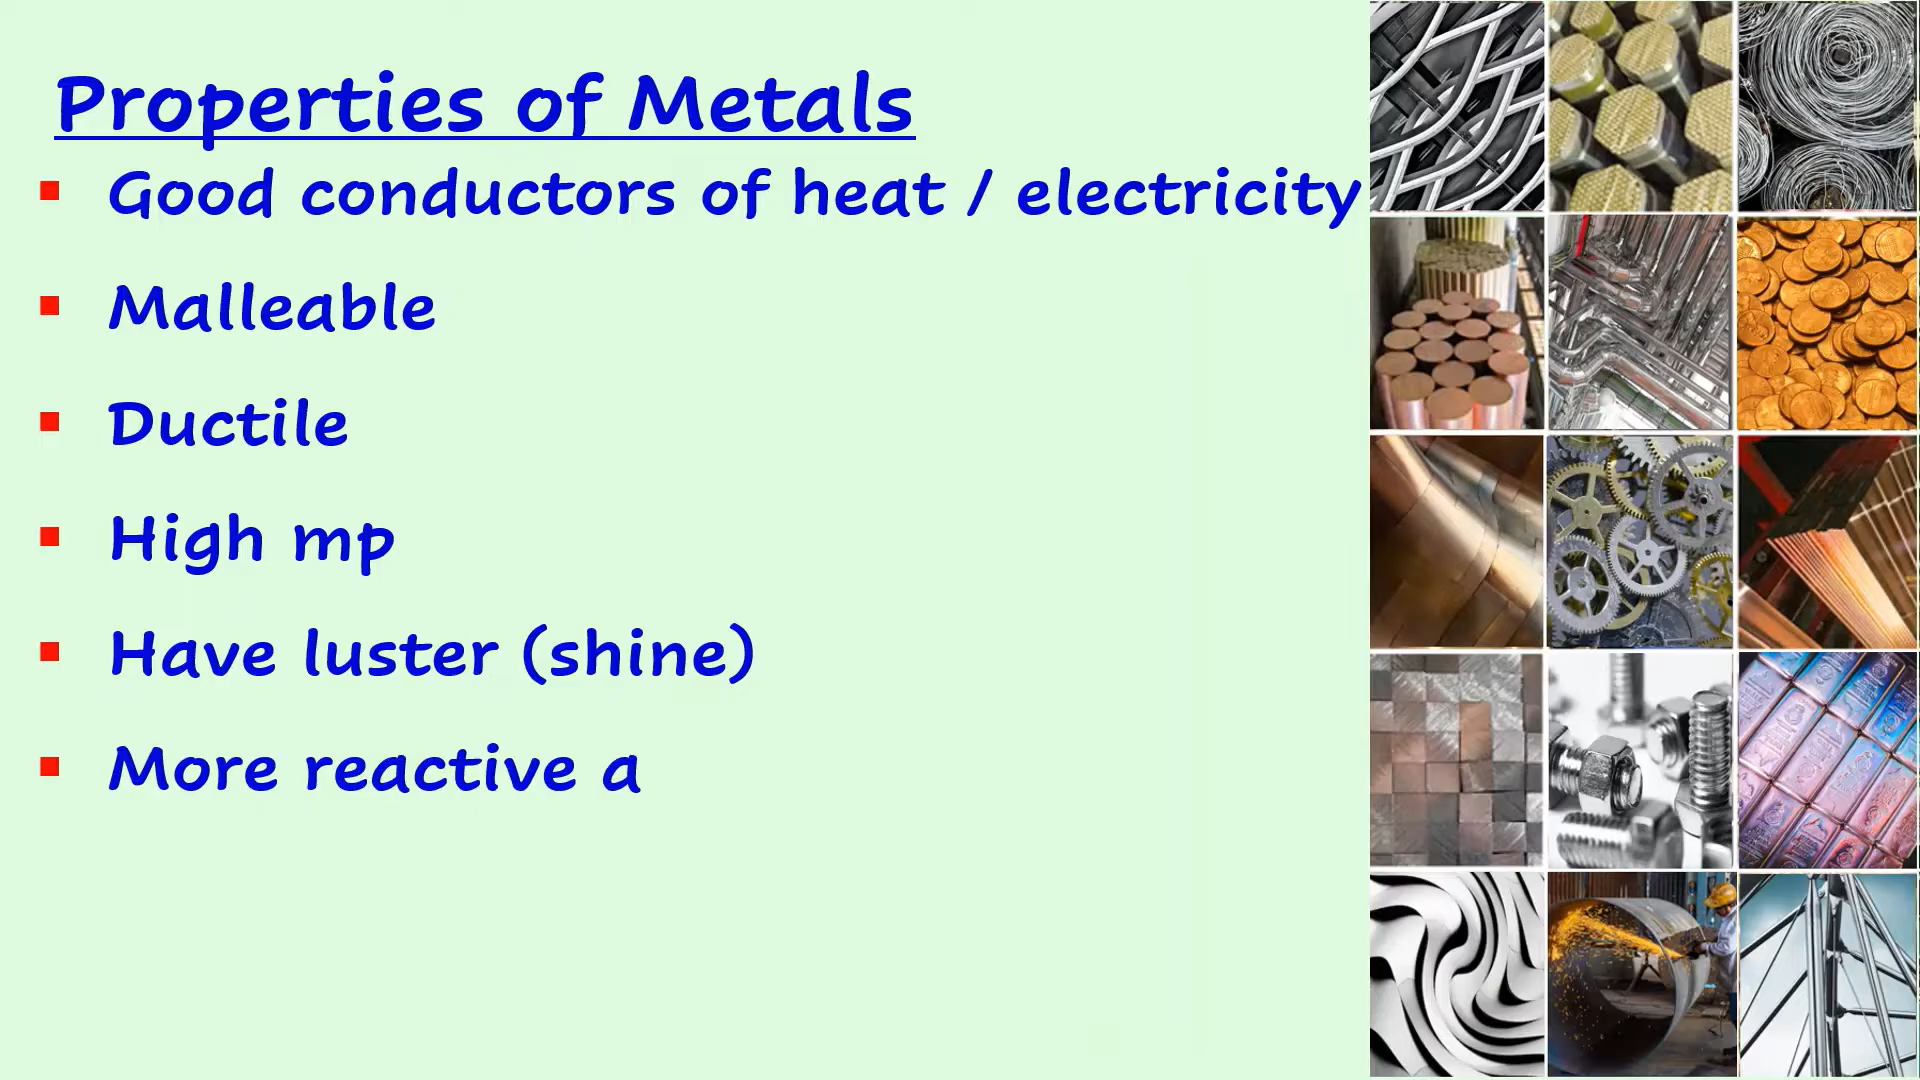 Properties of Metals
▪ Good conductors of heat / electricity
▪ Malleable
▪ Ductile
▪ High mp
▪ Have luster (shine)
▪ More reactive a